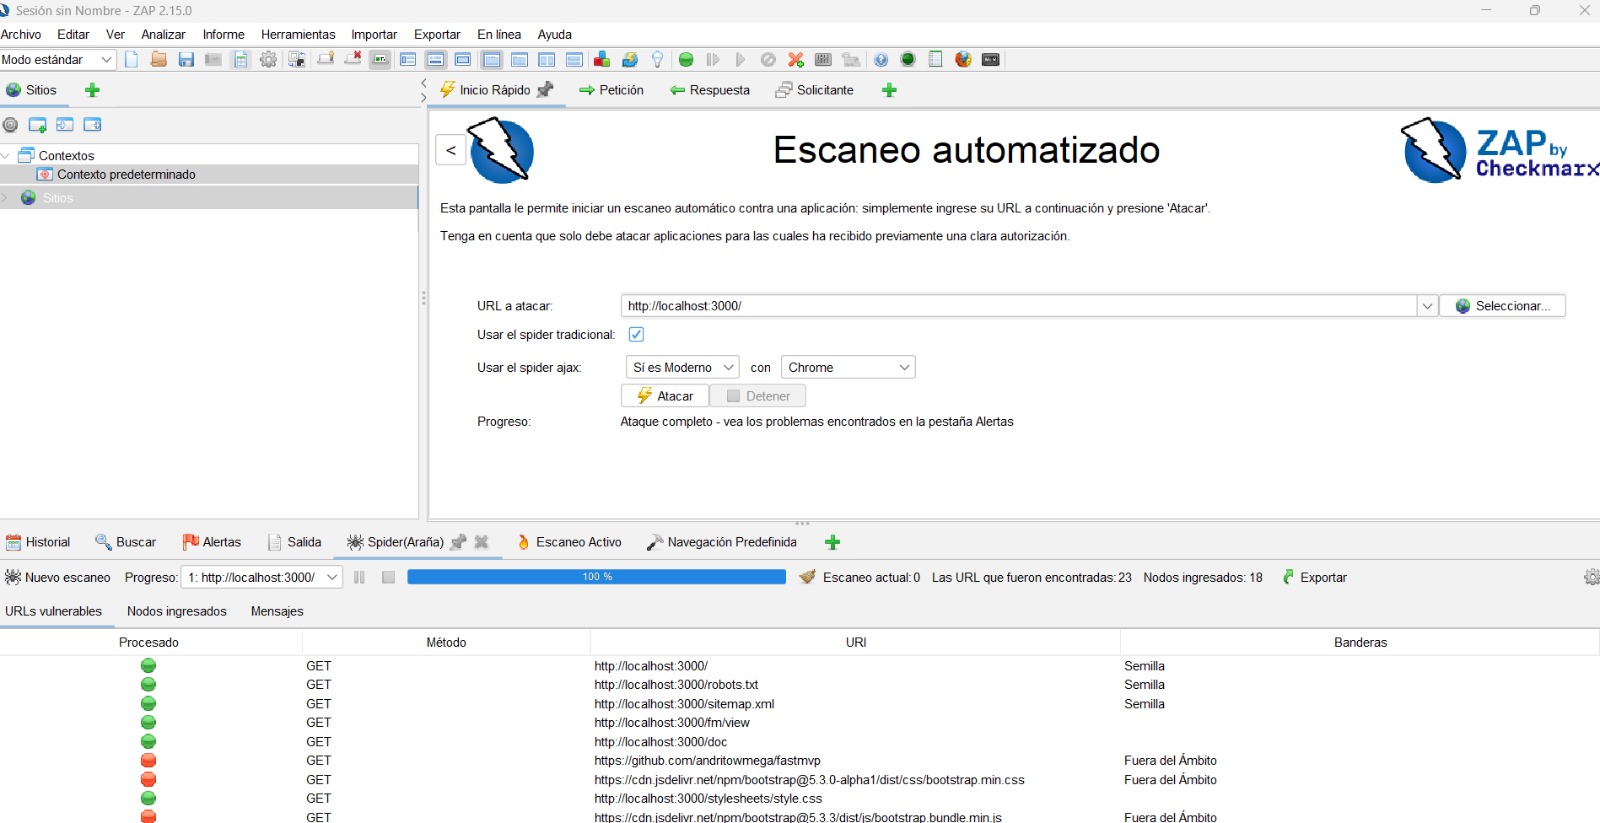 Sesión sin Nombre - ZAP 2.15.0
Archivo Editar Ver Analizar Informe Herramientas Importar Exportar En línea Ayuda
Modo estándar
Sitios
Inicio Rápido Petición Respuesta Solicitante
Contextos
Contexto predeterminado
Sitios
< Escaneo automatizado
ZAP by Checkmarx
Esta pantalla le permite iniciar un escaneo automático contra una aplicación: simplemente ingrese su URL a continuación y presione 'Atacar'.
Tenga en cuenta que solo debe atacar aplicaciones para las cuales ha recibido previamente una clara autorización.
URL a atacar: http://localhost:3000/ Seleccionar...
Usar el spider tradicional:
Usar el spider ajax: Sí es Moderno con Chrome
Atacar Detener
Progreso: Ataque completo - vea los problemas encontrados en la pestaña Alertas
Historial Buscar Alertas Salida Spider(Araña) Escaneo Activo Navegación Predefinida
Nuevo escaneo Progreso: 1: http://localhost:3000/ 100 % Escaneo actual:0 Las URL que fueron encontradas:23 Nodos ingresados: 18 Exportar
URLs vulnerables Nodos ingresados Mensajes
Procesado Método URI Banderas
GET http://localhost:3000/ Semilla
GET http://localhost:3000/robots.txt Semilla
GET http://localhost:3000/sitemap.xml Semilla
GET http://localhost:3000/fm/view
GET http://localhost:3000/doc
GET https://github.com/andritowmega/fastmvp Fuera del Ámbito
GET https://cdn.jsdelivr.net/npm/bootstrap@5.3.0-alpha1/dist/css/bootstrap.min.css Fuera del Ámbito
GET http://localhost:3000/stylesheets/style.css
GET https://cdn.jsdelivr.net/npm/bootstrap@5.3.3/dist/js/bootstrap.bundle.min.js Fuera del Ámbito